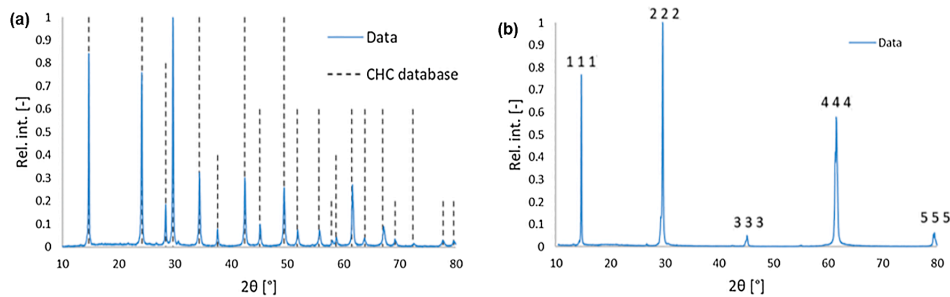 (a)
1
0.9
0.8
0.7
0.6
0.5
0.4
0.3
0.2
0.1
0
Rel. int. [-]
Data
CHC database
10 20 30 40 50 60 70 80
2θ [°]
(b)
1
0.9
0.8
0.7
0.6
0.5
0.4
0.3
0.2
0.1
0
Rel. int. [-]
Data
1 1 1
2 2 2
3 3 3
4 4 4
5 5 5
10 20 30 40 50 60 70 80
2θ [°]